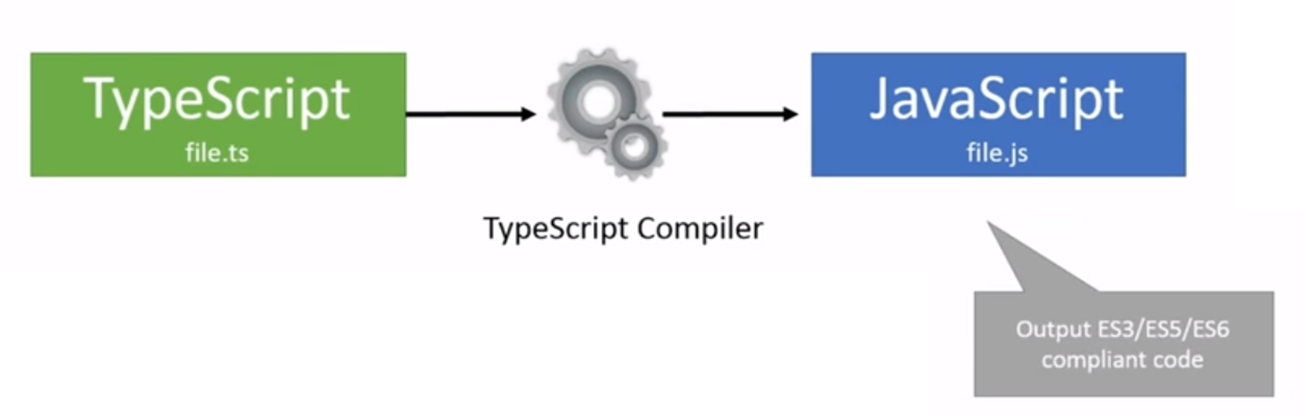 TypeScript
file.ts
TypeScript Compiler
JavaScript
file.js
Output ES3/ES5/ES6
compliant code